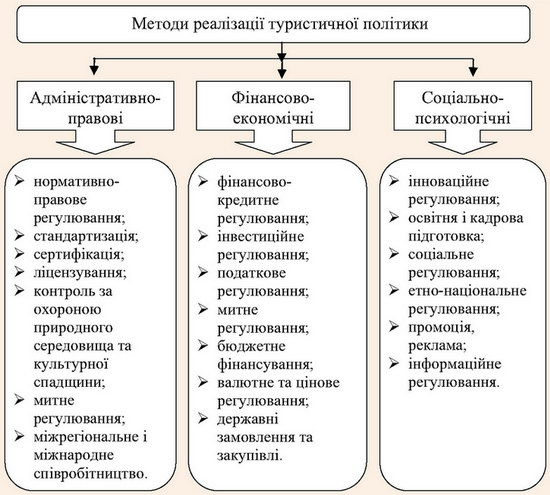 Методи реалізації туристичної політики
Адміністративно-
правові
Фінансово-
економічні
Соціально-
психологічні
➢ нормативно-
правове
регулювання;
➢ стандартизація;
➢ сертифікація;
➢ ліцензування;
➢ контроль за
охороною
природного
середовища та
культурної
спадщини;
➢ митне
регулювання;
➢ міжрегіональне і
міжнародне
співробітництво.
➢ фінансово-
кредитне
регулювання;
➢ інвестиційне
регулювання;
➢ податкове
регулювання;
➢ митне
регулювання;
➢ бюджетне
фінансування;
➢ валютне та цінове
регулювання;
➢ державні
замовлення та
закупівлі.
➢ інноваційне
регулювання;
➢ освітня і кадрова
підготовка;
➢ соціальне
регулювання;
➢ етно-національне
регулювання;
➢ промоція,
реклама;
➢ інформаційне
регулювання.